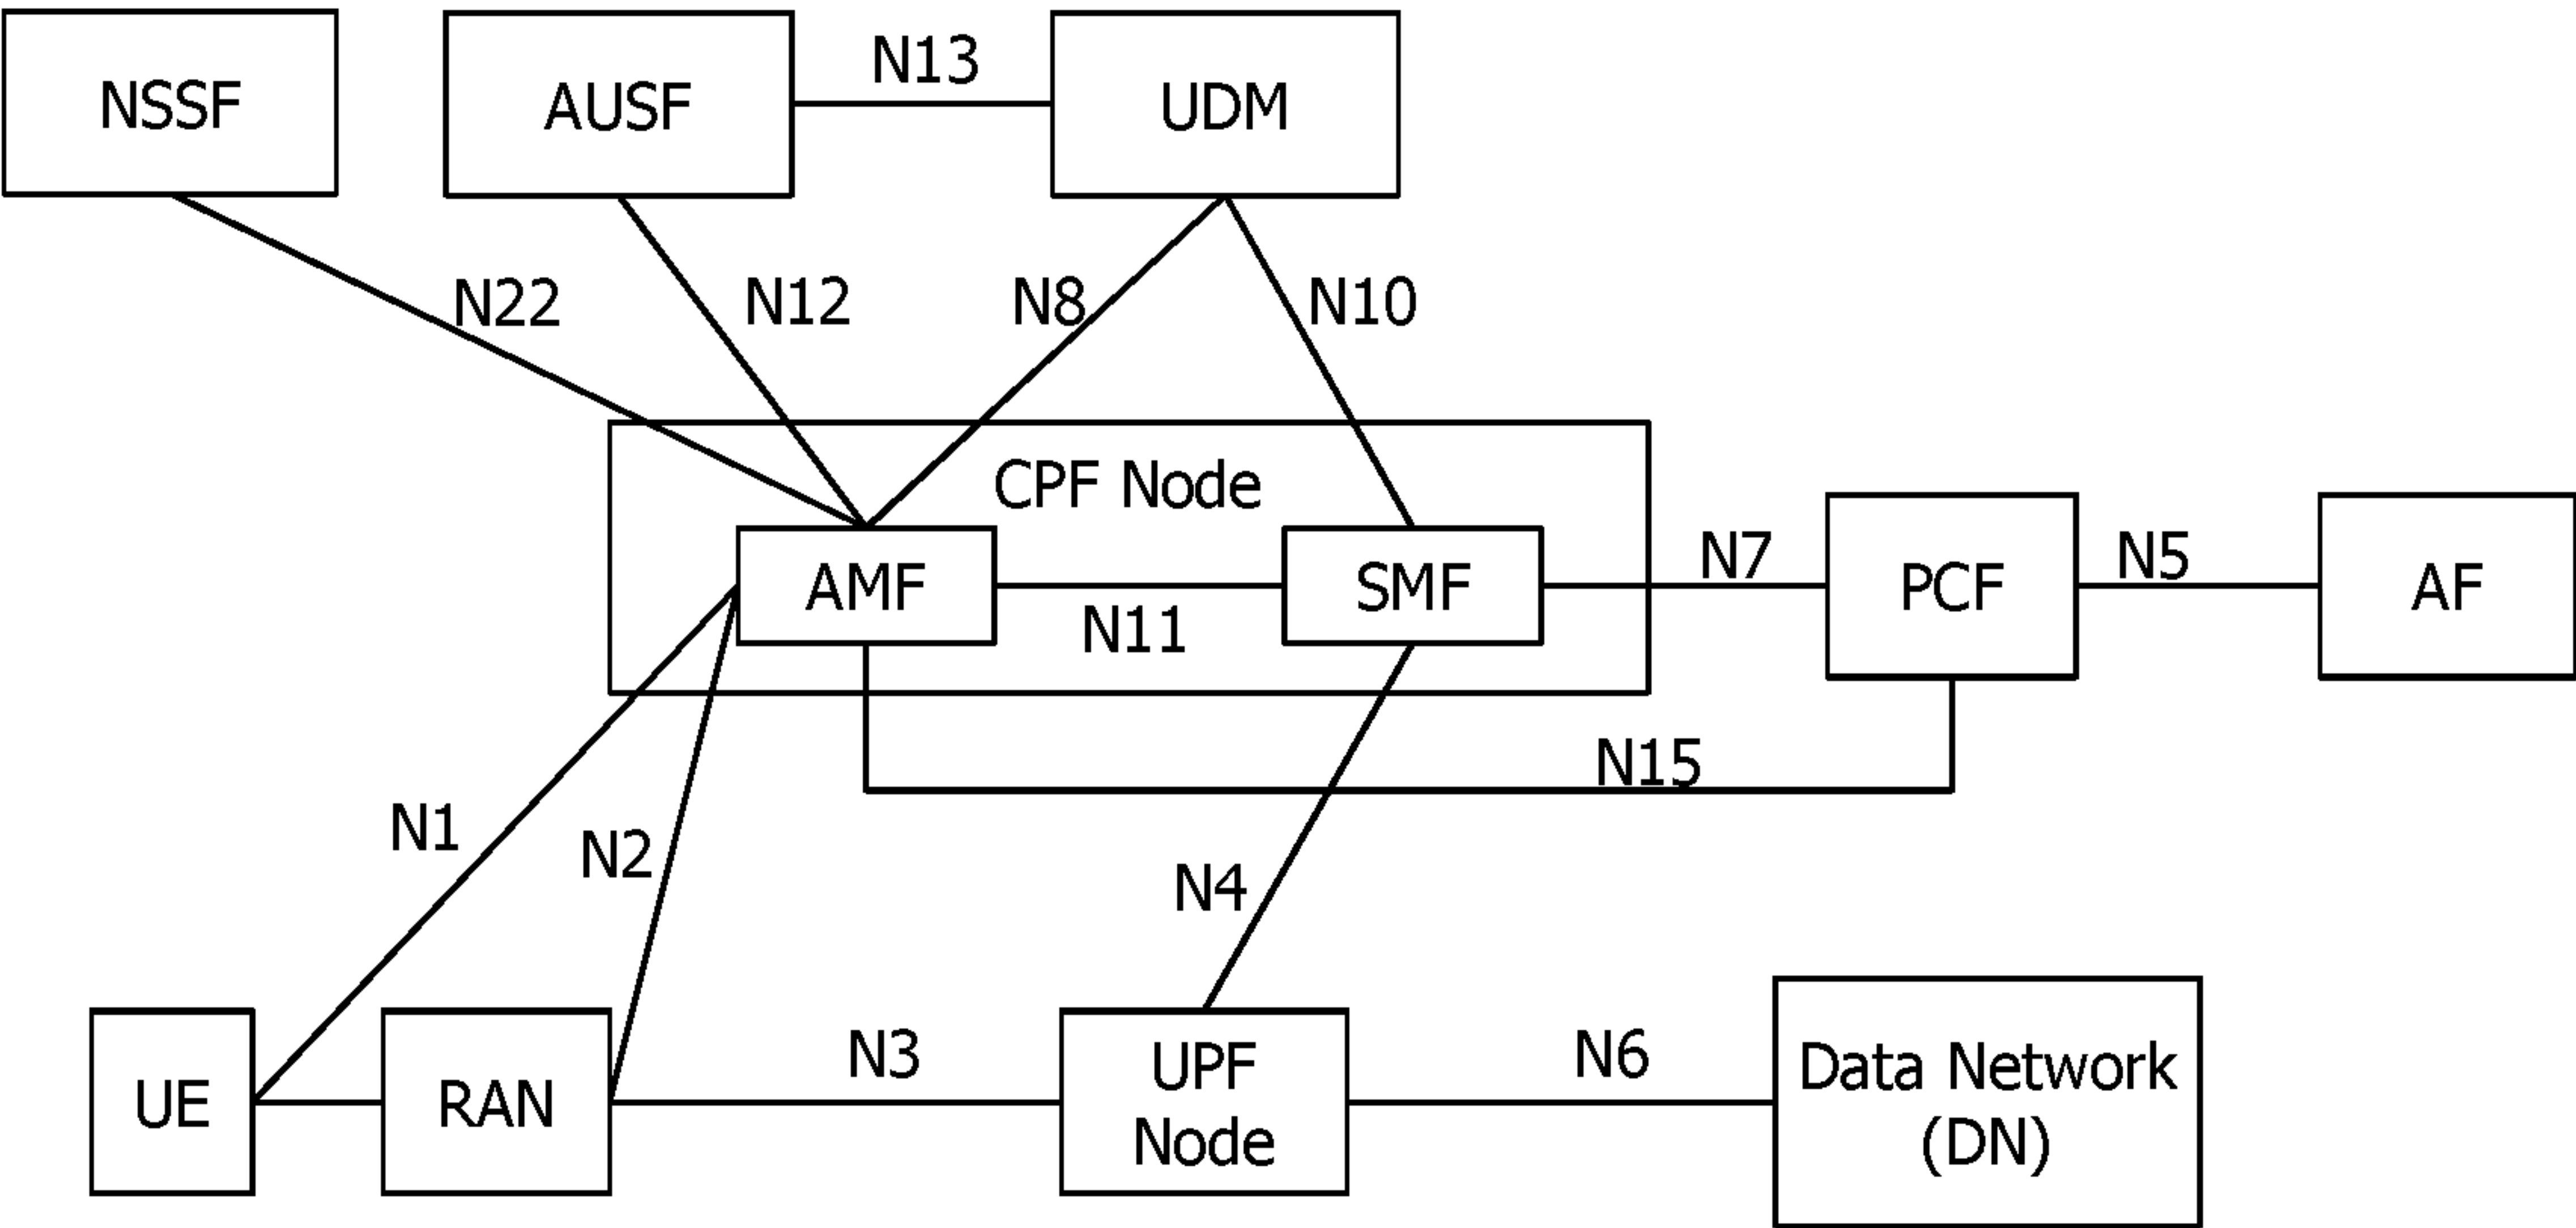 NSSF
AUSF
N13
UDM
N22
N12
N8
N10
CPF Node
AMF
N11
SMF
N7
PCF
N5
AF
N15
N1
N2
N4
UE
RAN
N3
UPF
Node
N6
Data Network
(DN)